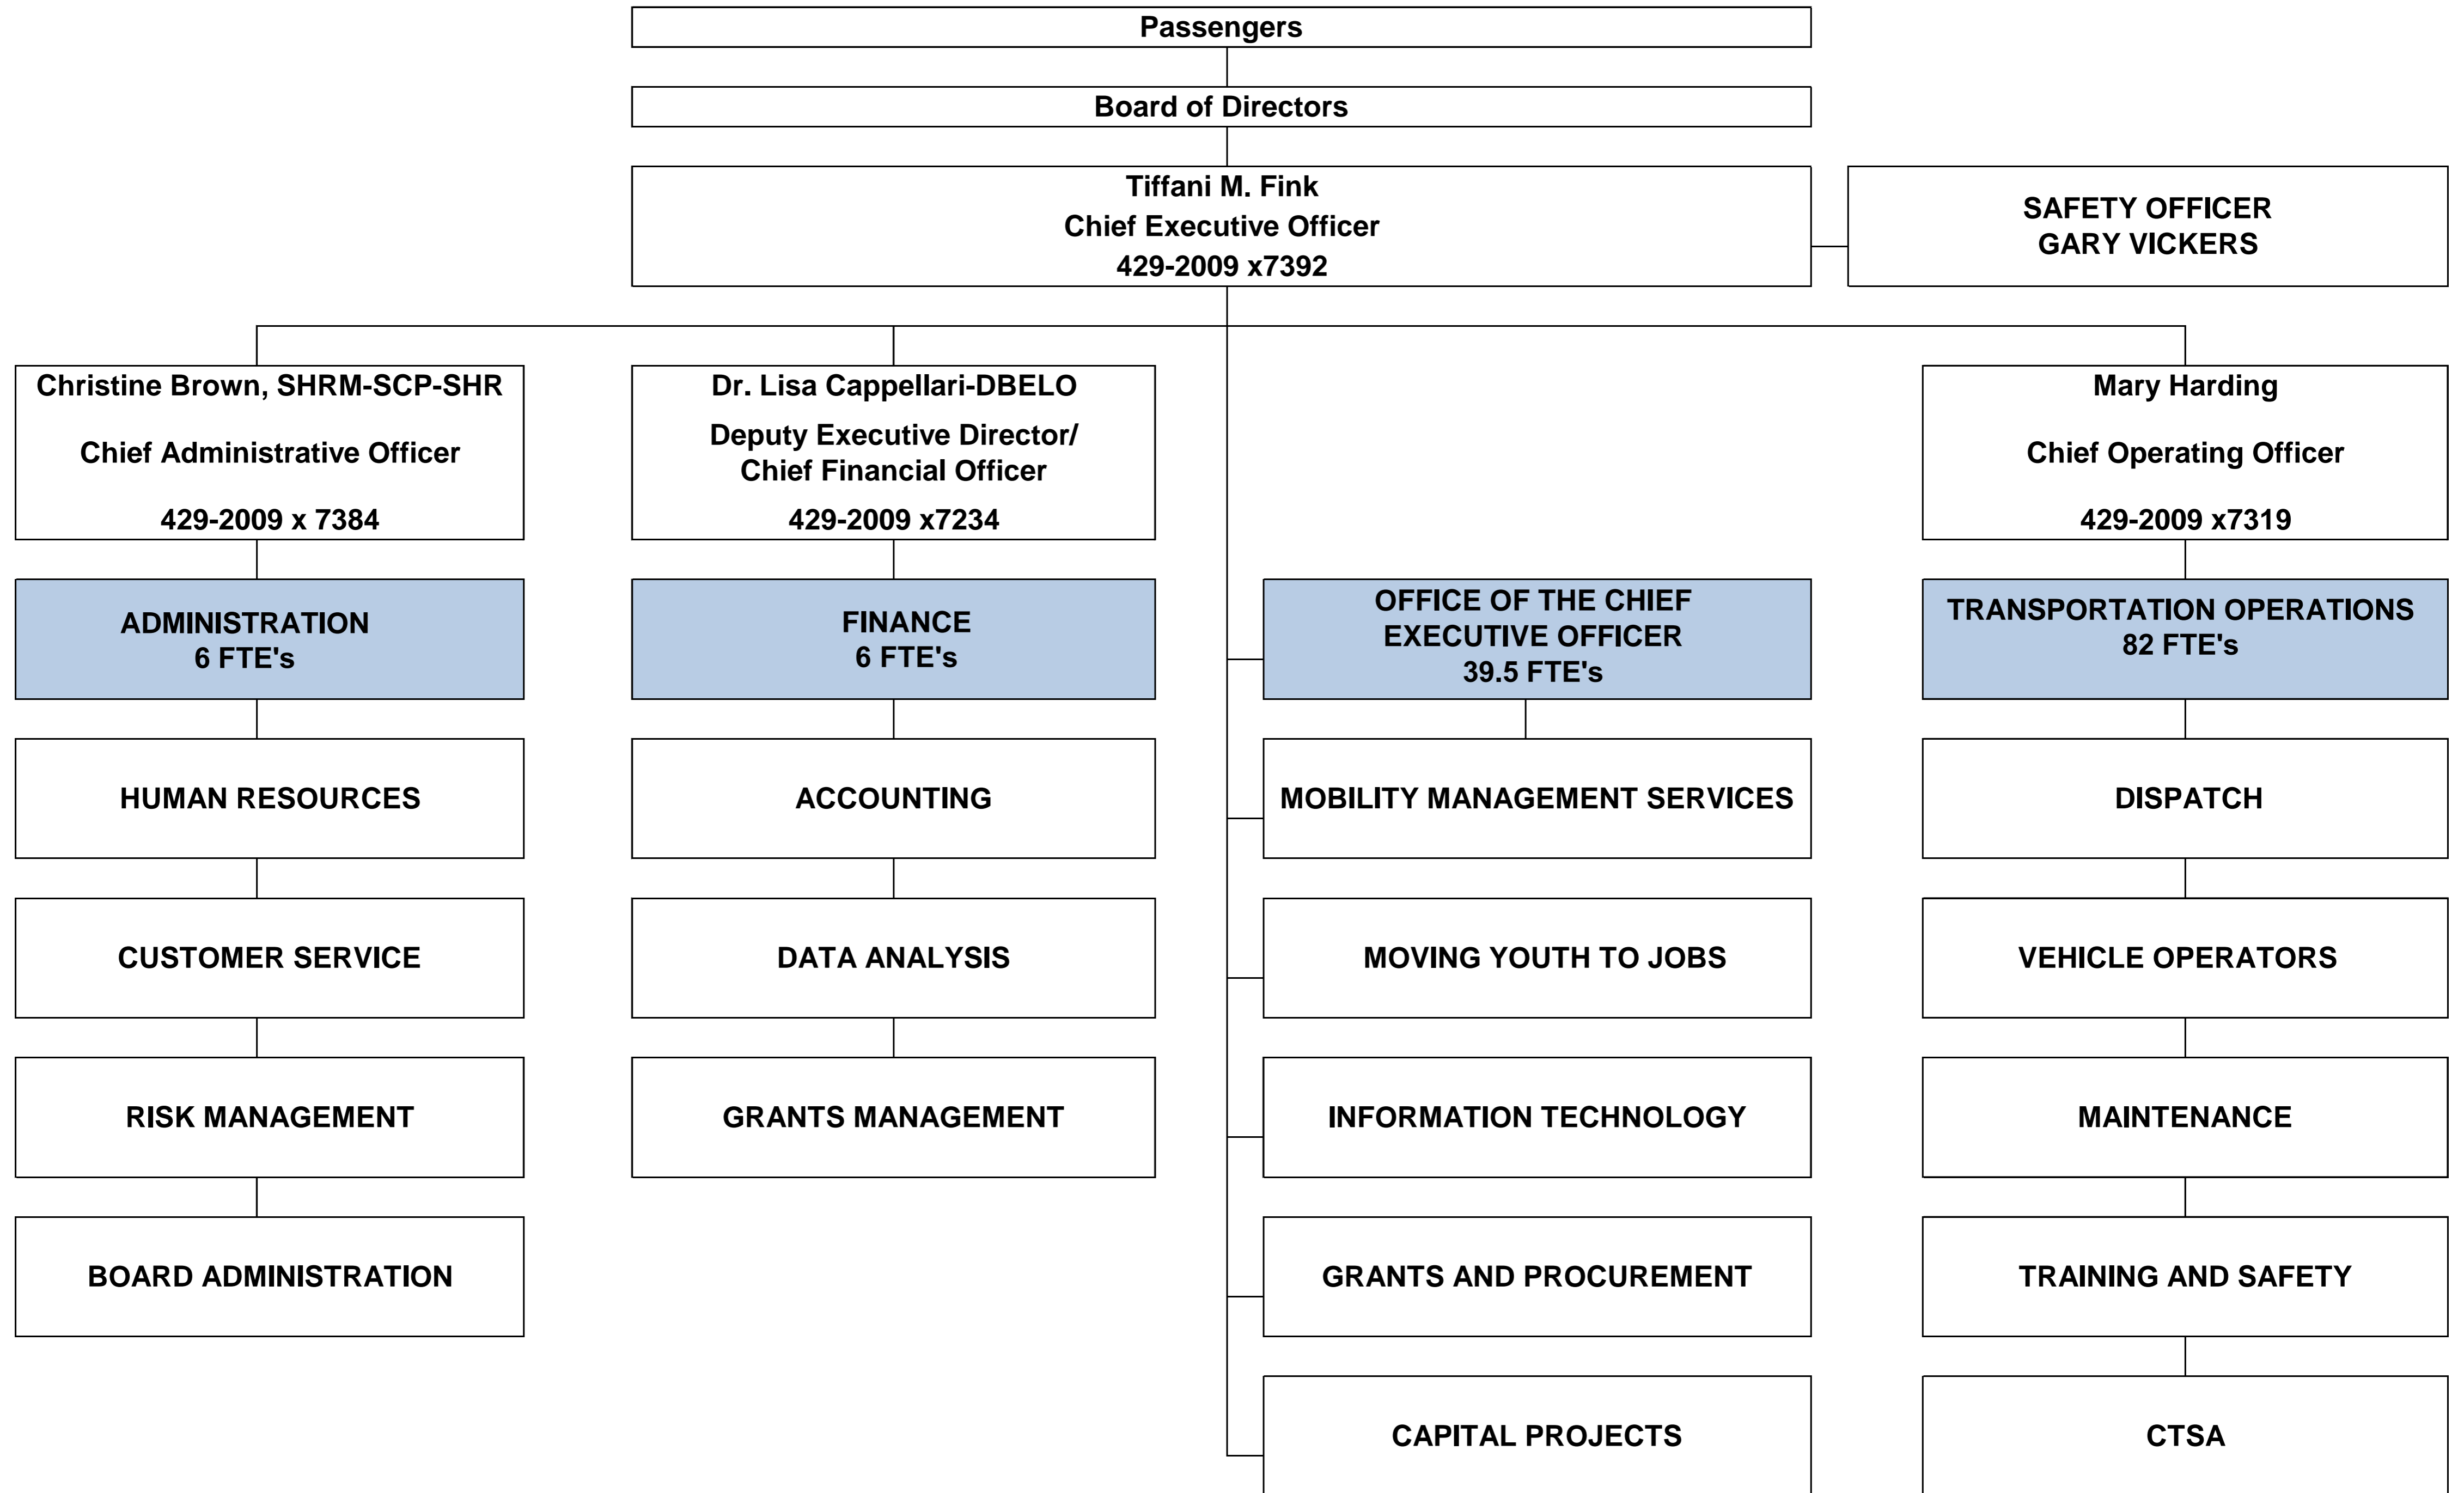 Passengers
Board of Directors
Tiffani M. Fink
Chief Executive Officer
429-2009 x7392
SAFETY OFFICER
GARY VICKERS
Christine Brown, SHRM-SCP-SHR
Chief Administrative Officer
429-2009 x 7384
Dr. Lisa Cappellari-DBELO
Deputy Executive Director/
Chief Financial Officer
429-2009 x7234
Mary Harding
Chief Operating Officer
429-2009 x7319
ADMINISTRATION
6 FTE's
FINANCE
6 FTE's
OFFICE OF THE CHIEF
EXECUTIVE OFFICER
39.5 FTE's
TRANSPORTATION OPERATIONS
82 FTE's
HUMAN RESOURCES
ACCOUNTING
MOBILITY MANAGEMENT SERVICES
DISPATCH
CUSTOMER SERVICE
DATA ANALYSIS
MOVING YOUTH TO JOBS
VEHICLE OPERATORS
RISK MANAGEMENT
GRANTS MANAGEMENT
INFORMATION TECHNOLOGY
MAINTENANCE
BOARD ADMINISTRATION
GRANTS AND PROCUREMENT
TRAINING AND SAFETY
CAPITAL PROJECTS
CTSA